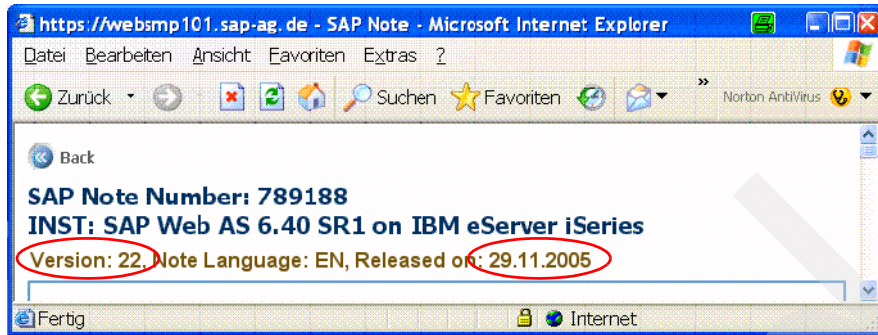 https://websmp101.sap-ag.de - SAP Note - Microsoft Internet Explorer
Datei Bearbeiten Ansicht Favoriten Extras ?
Zurück Suchen Favoriten » Norton AntiVirus
Back
SAP Note Number: 789188
INST: SAP Web AS 6.40 SR1 on IBM eServer iSeries
Version: 22, Note Language: EN, Released on: 29.11.2005
Fertig Internet